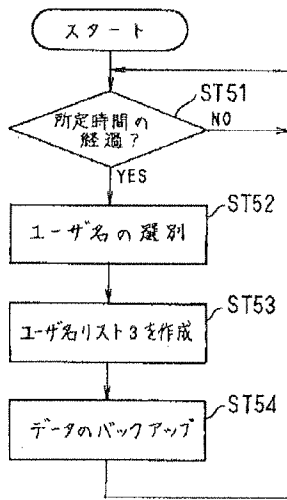 スタート
ST51
所定時間の
経過?
NO
YES
ST52
ユーザ名の選別
ST53
ユーザ名リスト3を作成
ST54
データのバックアップ